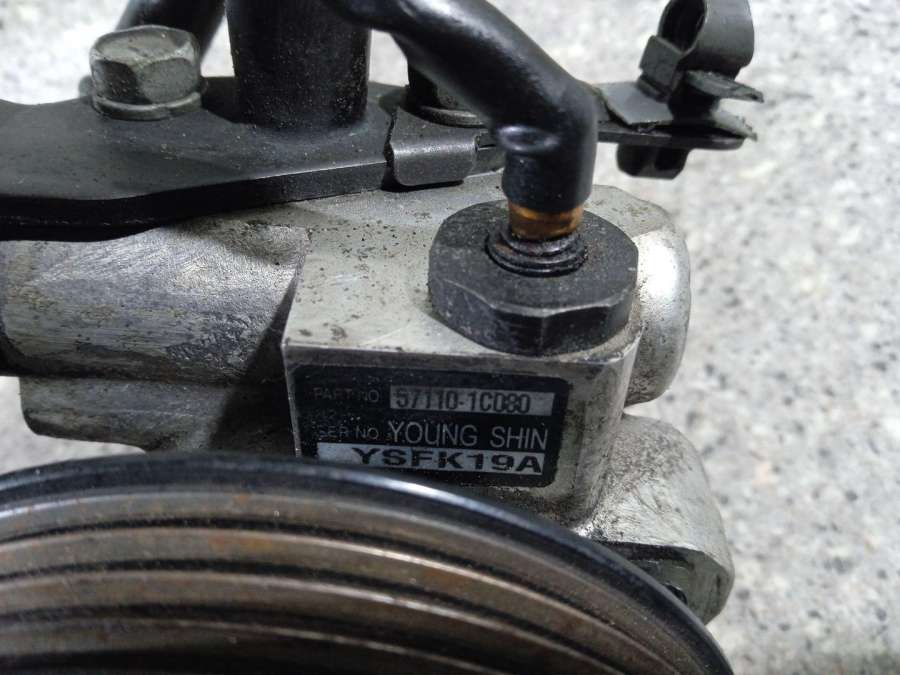 PART NO 57110-1C080
SER NO YOUNG SHIN
YSFK19A